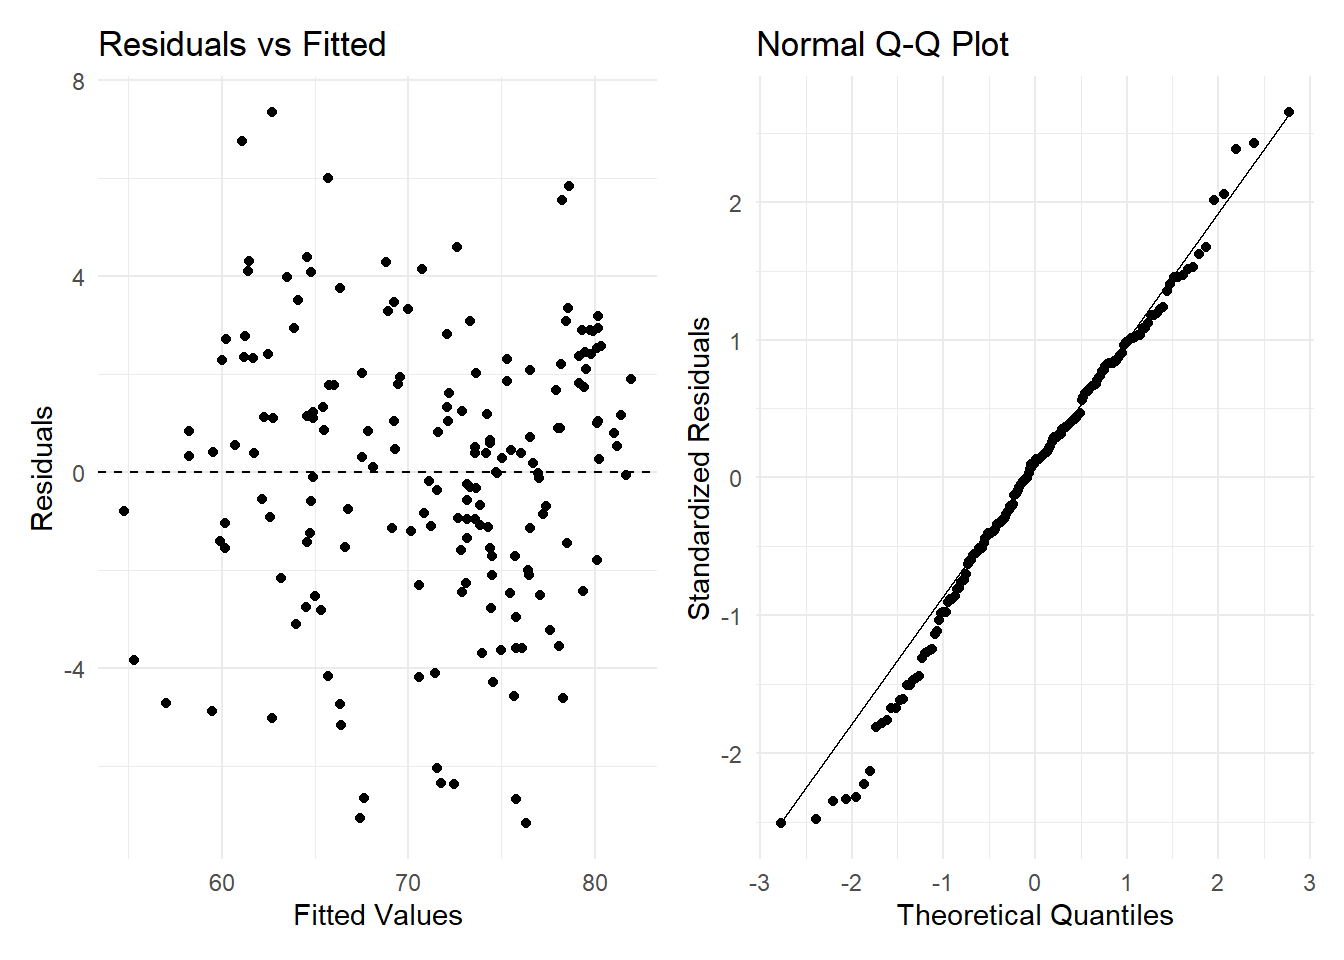 Residuals vs Fitted
8
4
0
-4
Residuals
60 70 80
Fitted Values
Normal Q-Q Plot
2
1
0
-1
-2
Standardized Residuals
-3 -2 -1 0 1 2 3
Theoretical Quantiles